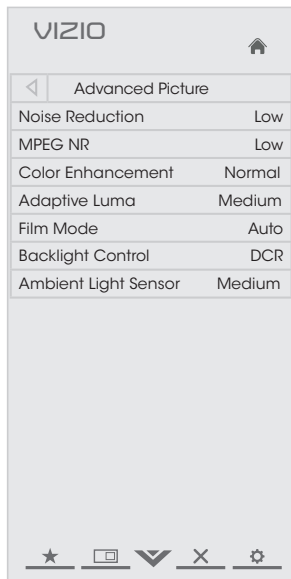 VIZIO
Advanced Picture
Noise Reduction Low
MPEG NR Low
Color Enhancement Normal
Adaptive Luma Medium
Film Mode Auto
Backlight Control DCR
Ambient Light Sensor Medium